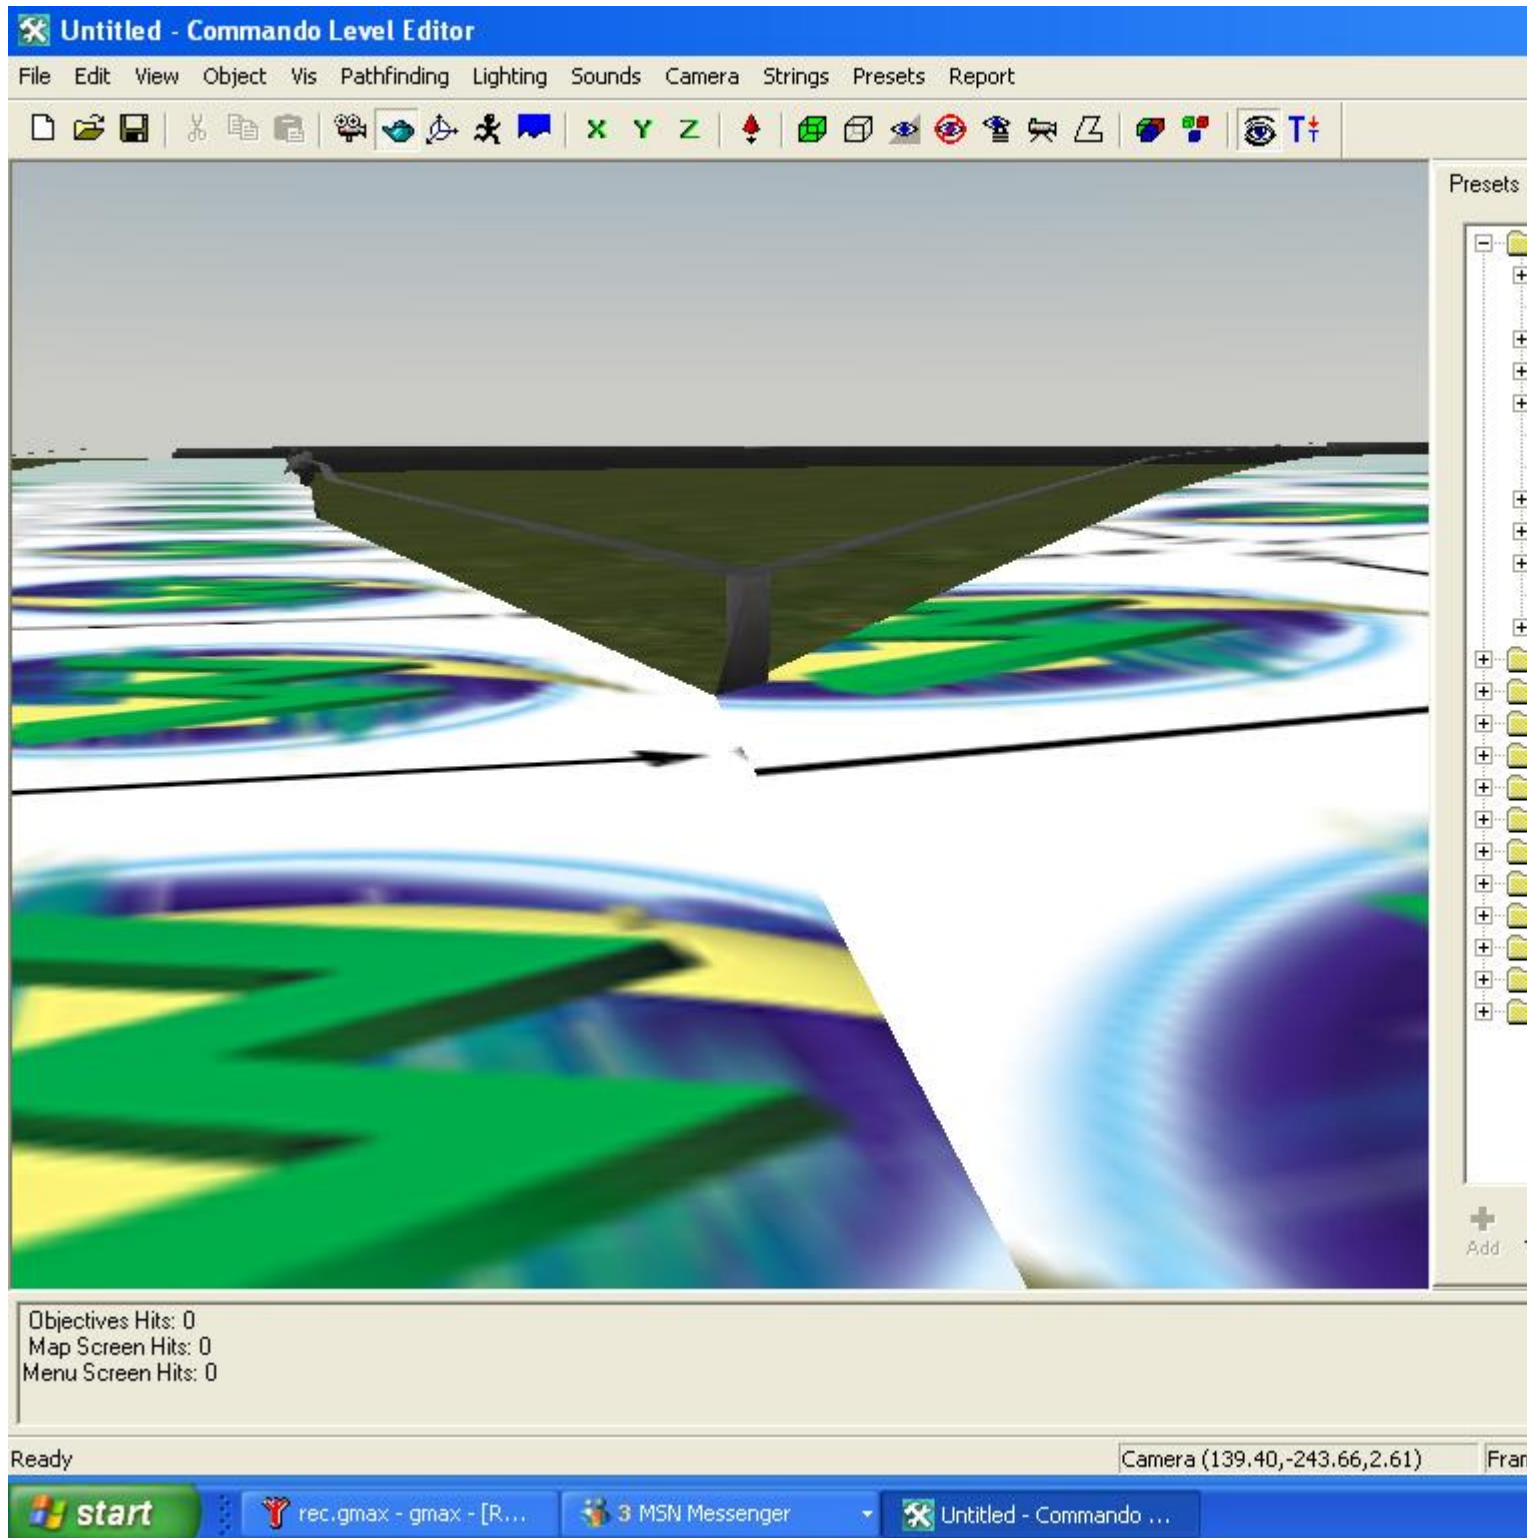 Untitled - Commando Level Editor
File Edit View Object Vis Pathfinding Lighting Sounds Camera Strings Presets Report
X Y Z
Presets
Add
Objectives Hits: 0
Map Screen Hits: 0
Menu Screen Hits: 0
Ready Camera (139.40,-243.66,2.61) Fran
start rec.gmax - gmax - [R... 3 MSN Messenger Untitled - Commando ...